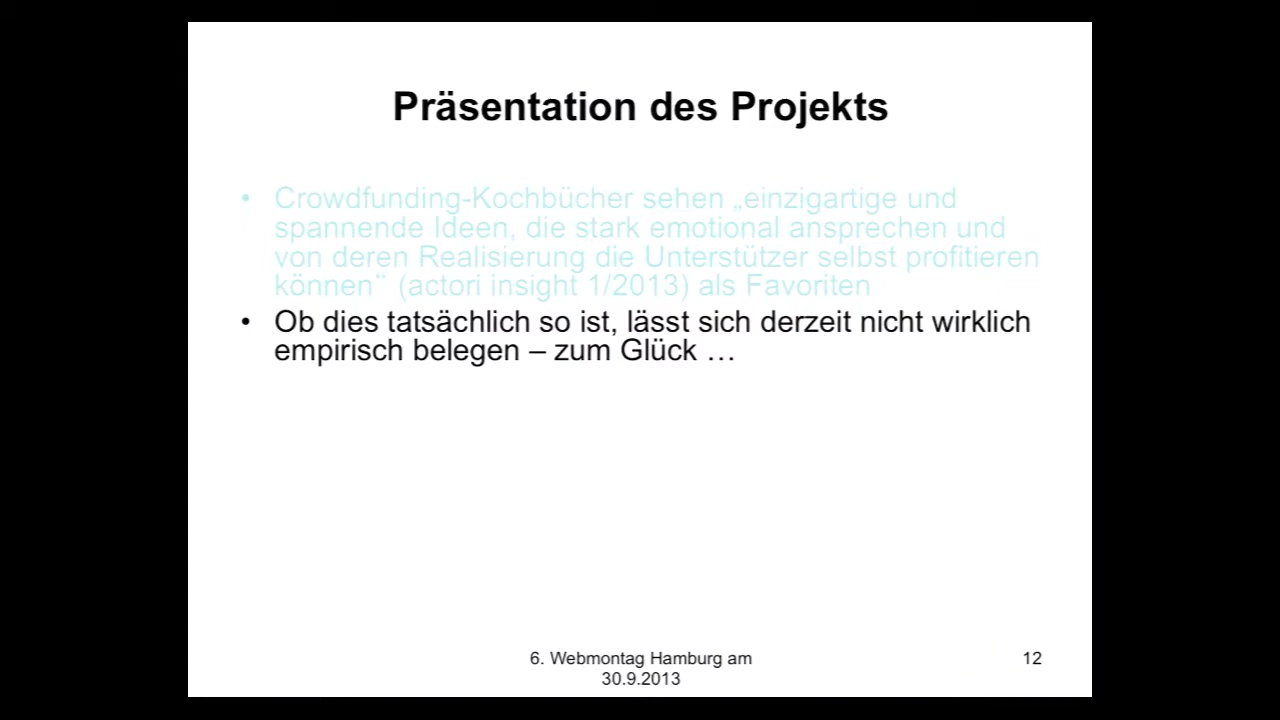 Präsentation des Projekts
• Crowdfunding-Kochbücher sehen „einzigartige und
spannende Ideen, die stark emotional ansprechen und
von deren Realisierung die Unterstützer selbst profitieren
können“ (actori insight 1/2013) als Favoriten
• Ob dies tatsächlich so ist, lässt sich derzeit nicht wirklich
empirisch belegen – zum Glück …
6. Webmontag Hamburg am
30.9.2013
12